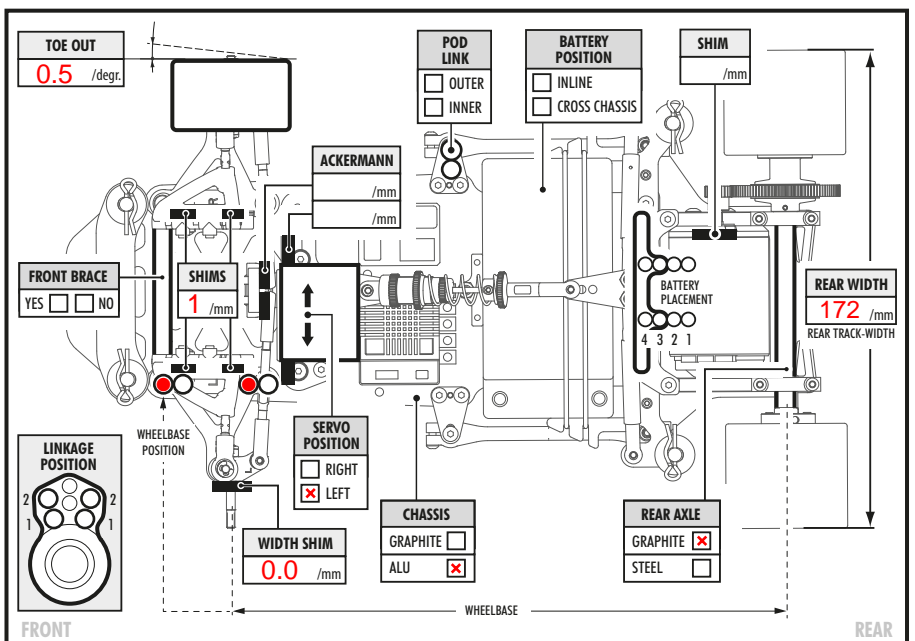 TOE OUT
0.5 /degr.
POD
LINK
OUTER
INNER
BATTERY
POSITION
INLINE
CROSS CHASSIS
SHIM
/mm
ACKERMANN
/mm
/mm
FRONT BRACE
YES NO
SHIMS
1 /mm
BATTERY
PLACEMENT
4 3 2 1
REAR WIDTH
172 /mm
REAR TRACK-WIDTH
WHEELBASE
POSITION
LINKAGE
POSITION
2 2
1 1
SERVO
POSITION
RIGHT
LEFT
WIDTH SHIM
0.0 /mm
CHASSIS
GRAPHITE
ALU
REAR AXLE
GRAPHITE
STEEL
WHEELBASE
FRONT
REAR